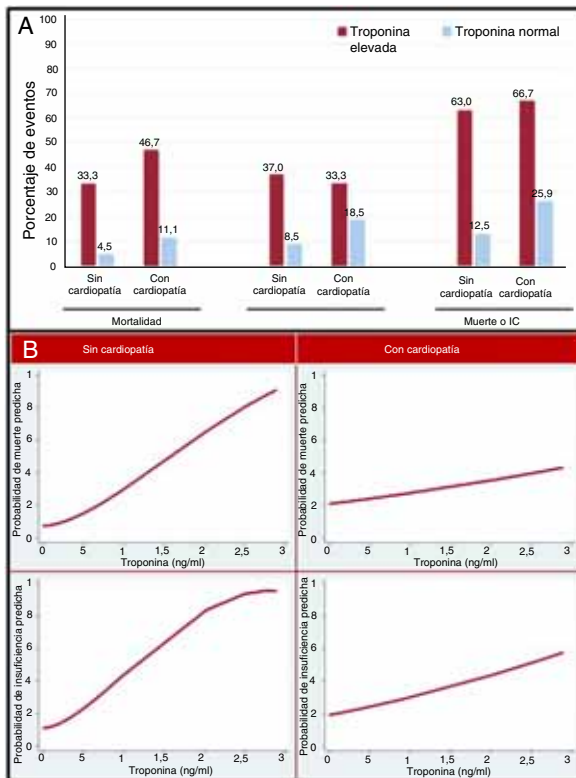 A
Troponina elevada
Troponina normal
Porcentaje de eventos
100
90
80
70
60
50
40
30
20
10
0
33,3
4,5
46,7
11,1
37,0
8,5
33,3
18,5
63,0
12,5
66,7
25,9
Sin cardiopatía
Con cardiopatía
Sin cardiopatía
Con cardiopatía
Sin cardiopatía
Con cardiopatía
Mortalidad
Muerte o IC
B
Sin cardiopatía
Con cardiopatía
Probabilidad de muerte predicha
1
8
6
4
2
0
0 5 1 1,5 2 2,5 3
Troponina (ng/ml)
Probabilidad de muerte predicha
1
8
6
4
2
0
0 5 1 1,5 2 2,5 3
Troponina (ng/ml)
Probabilidad de insuficiencia predicha
1
8
6
4
2
0
0 5 1 1,5 2 2,5 3
Troponina (ng/ml)
Probabilidad de insuficiencia predicha
1
8
6
4
2
0
0 5 1 1,5 2 2,5 3
Troponina (ng/ml)